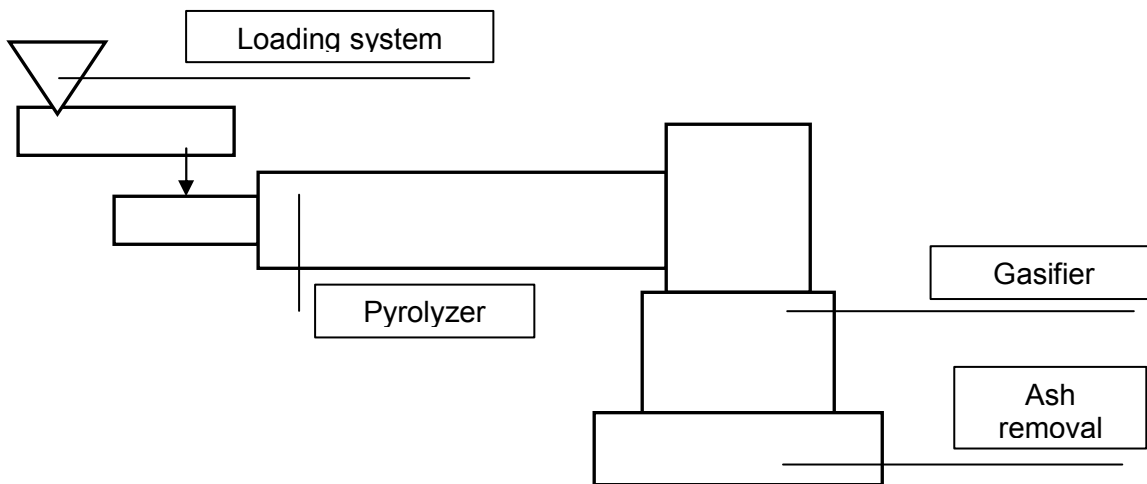 Loading system
Gasifier
Pyrolyzer
Ash
removal